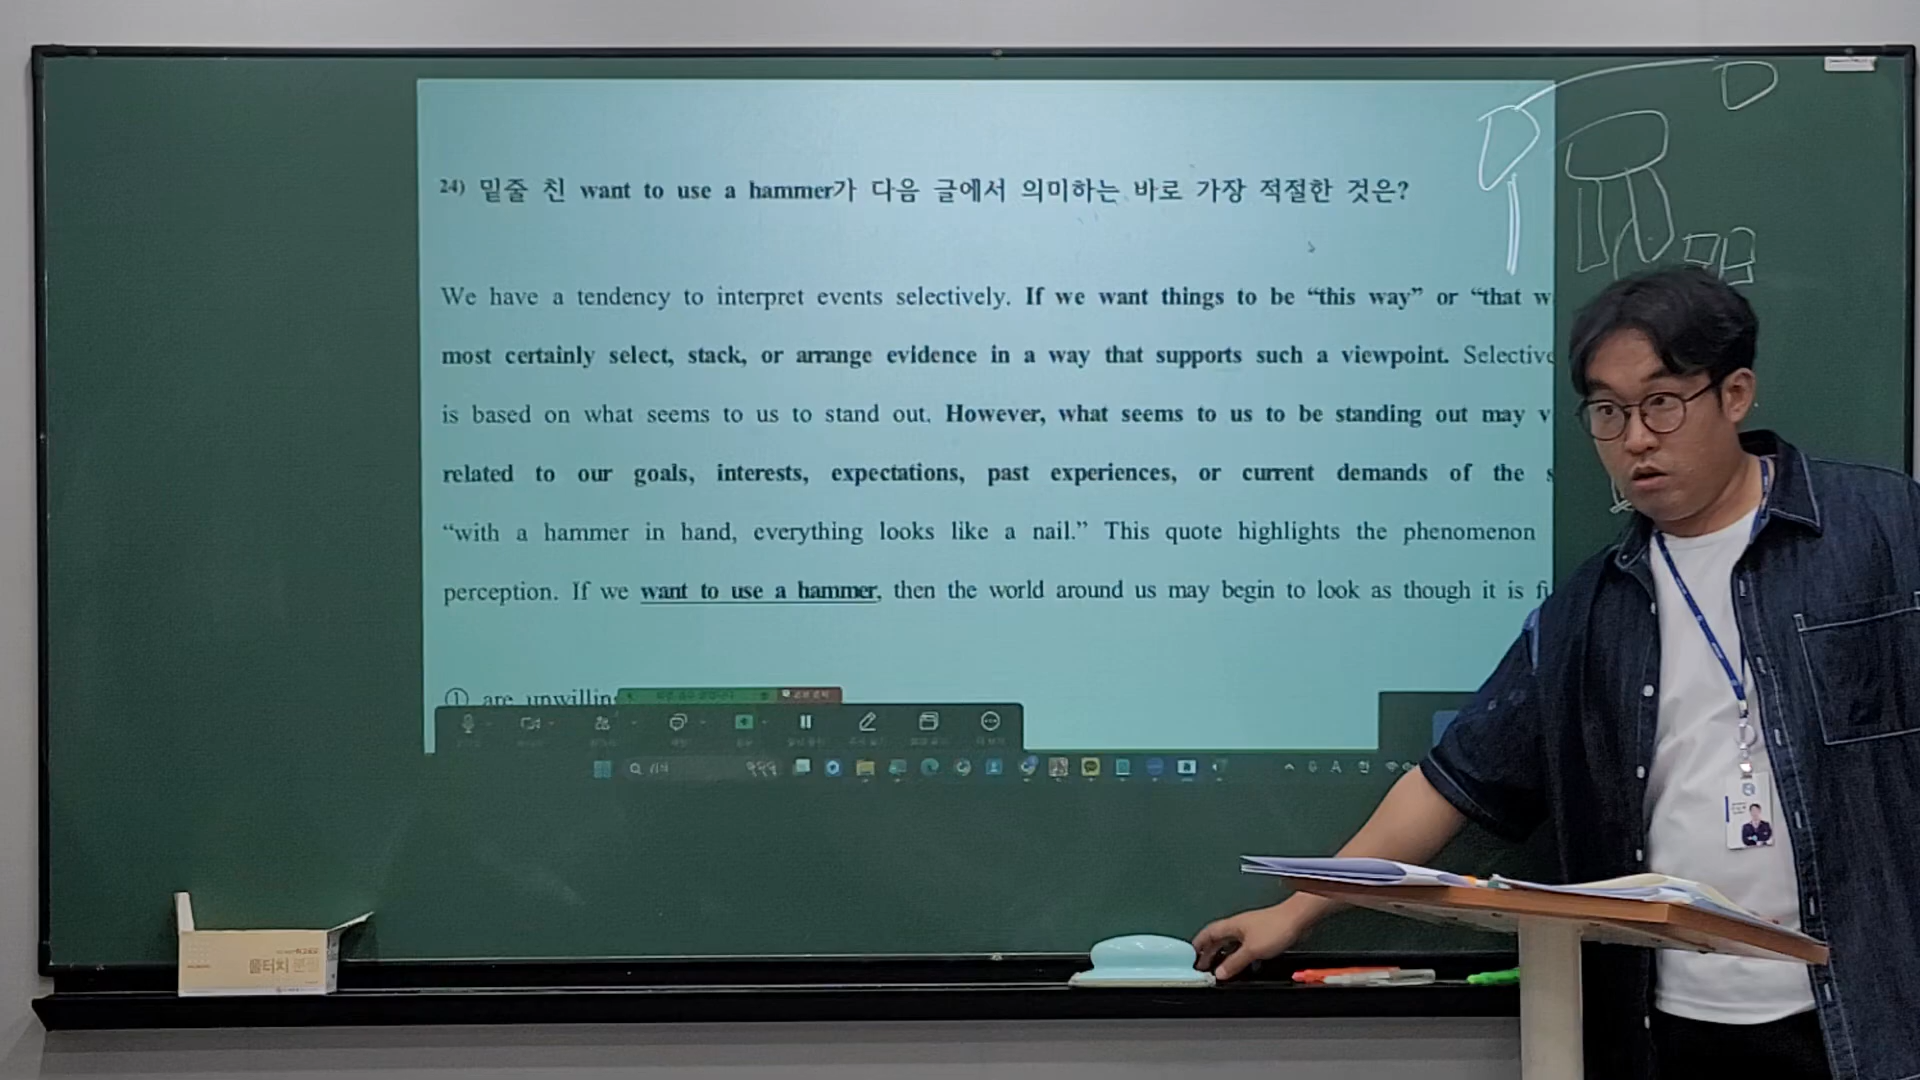 24) 밑줄 친 want to use a hammer가 다음 글에서 의미하는 바로 가장 적절한 것은?
We have a tendency to interpret events selectively. If we want things to be “this way” or “that
most certainly select, stack, or arrange evidence in a way that supports such a viewpoint. Selective
is based on what seems to us to stand out. However, what seems to us to be standing out may
related to our goals, interests, expectations, past experiences, or current demands of the
“with a hammer in hand, everything looks like a nail.” This quote highlights the phenomenon
perception. If we want to use a hammer, then the world around us may begin to look as though it is
① are
물터치 분필